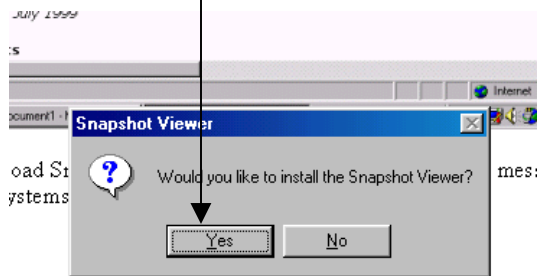 July 1999
ts
Internet
ocument1 -
Snapshot Viewer
oad Sn
mes
ystems
Would you like to install the Snapshot Viewer?
Yes
No